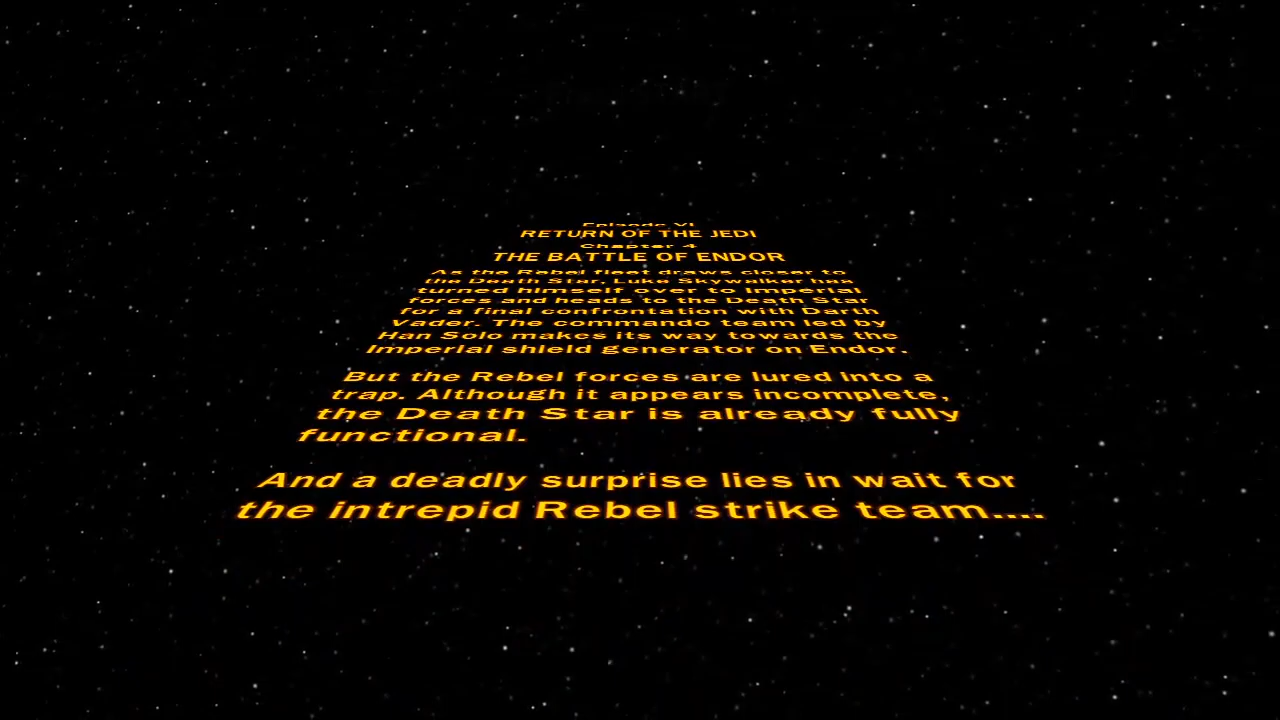 Episode VI
RETURN OF THE JEDI
Chapter 4
THE BATTLE OF ENDOR
As the Rebel fleet draws closer to
the Death Star, Luke Skywalker has
turned himself over to Imperial
forces and heads to the Death Star
for a final confrontation with Darth
Vader. The commando team led by
Han Solo makes its way towards the
Imperial shield generator on Endor.
But the Rebel forces are lured into a
trap. Although it appears incomplete,
the Death Star is already fully
functional.
And a deadly surprise lies in wait for
the intrepid Rebel strike team....